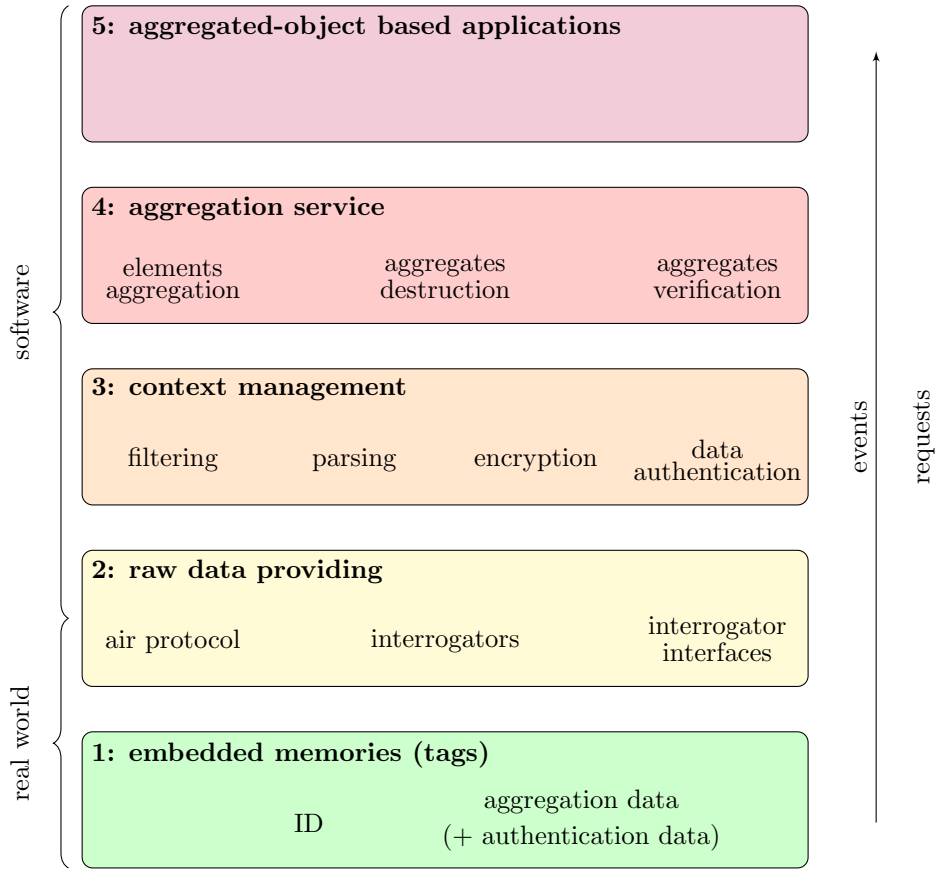 5: aggregated-object based applications
4: aggregation service
elements
aggregation
aggregates
destruction
aggregates
verification
3: context management
filtering
parsing
encryption
data
authentication
2: raw data providing
air protocol
interrogators
interrogator
interfaces
1: embedded memories (tags)
ID
aggregation data
(+ authentication data)
software
real world
events
requests